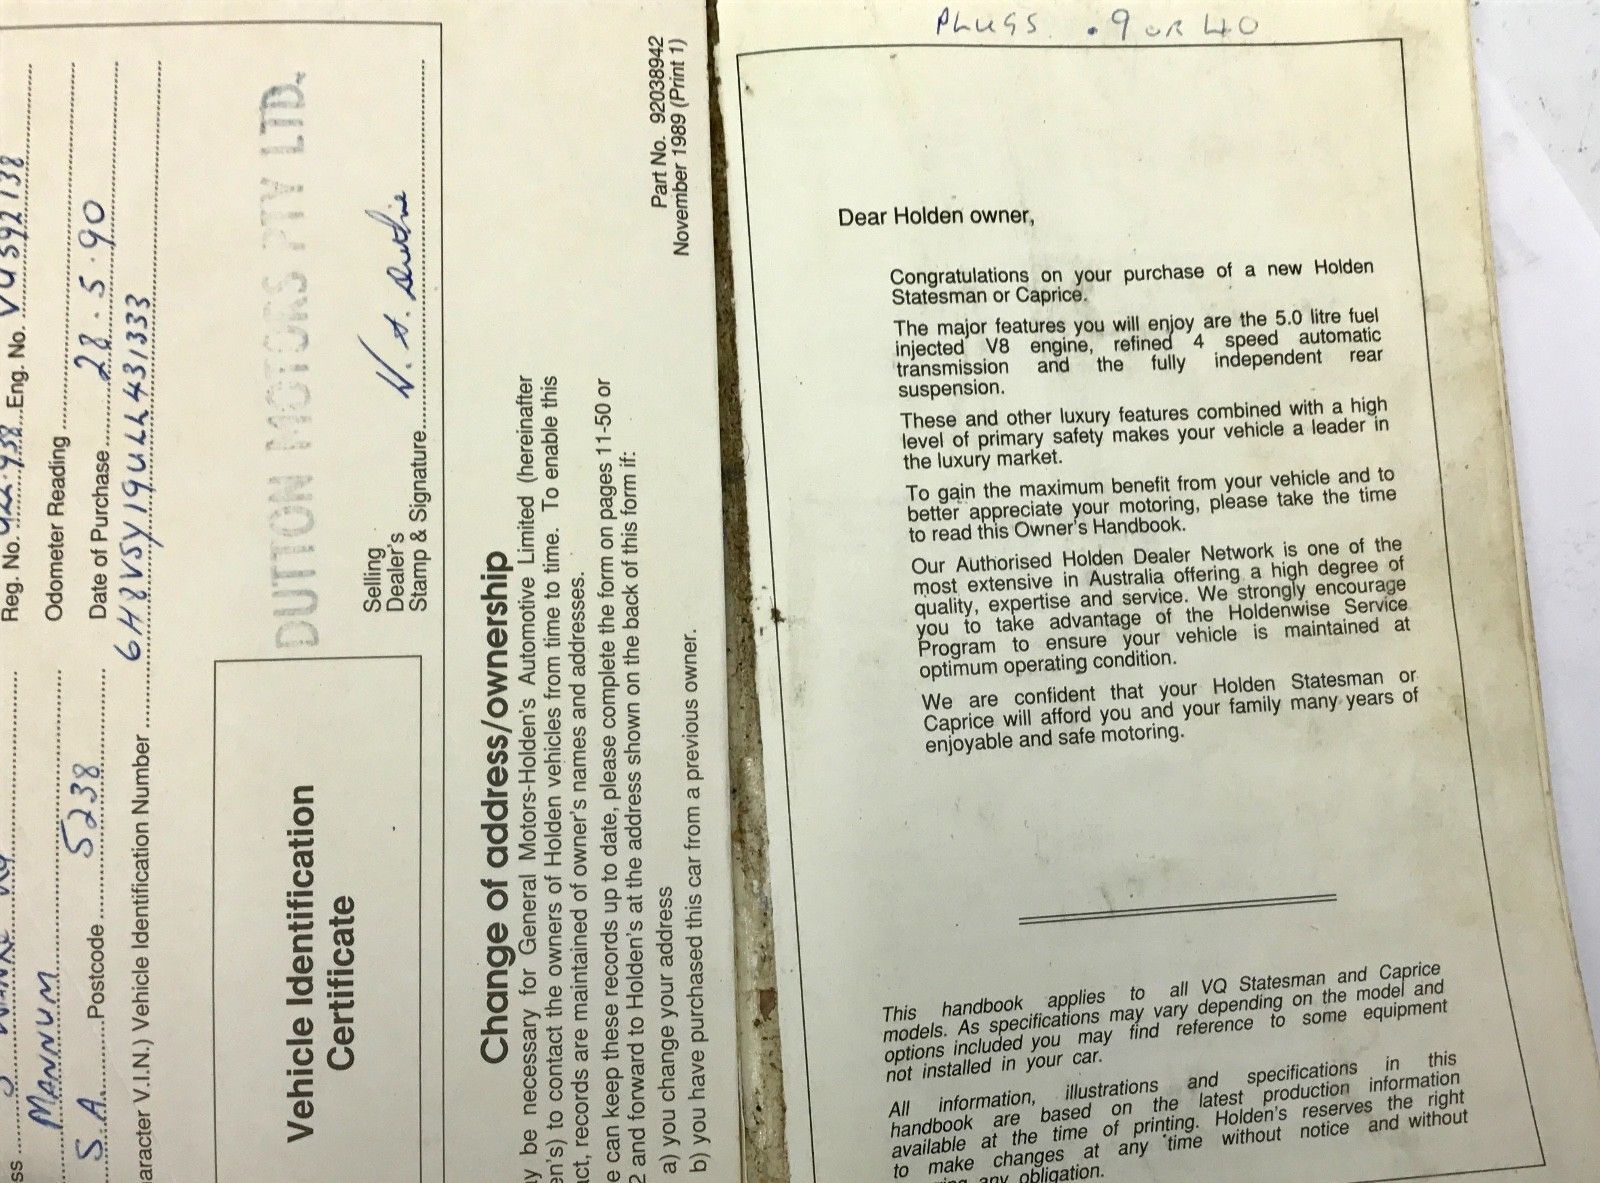 Mannum
S.A. Postcode 5238
Reg. No. Eng. No.
Odometer Reading
Date of Purchase 28.5.90
aracter V.I.N.) Vehicle Identification Number
Vehicle Identification
Certificate
DUTTON MOTORS PTY LTD.
Selling
Dealer's
Stamp & Signature
Change of address/ownership
ay be necessary for General Motors-Holden's Automotive Limited (hereinafter
en's) to contact the owners of Holden vehicles from time to time. To enable this
act, records are maintained of owner's names and addresses.
e can keep these records up to date, please complete the form on pages 11-50 or
2 and forward to Holden's at the address shown on the back of this form if:
a) you change your address
b) you have purchased this car from a previous owner.
Part No. 92038942
November 1989 (Print 1)
PLUGS .9 OR 40
Dear Holden owner,
Congratulations on your purchase of a new Holden
Statesman or Caprice.
The major features you will enjoy are the 5.0 litre fuel
injected V8 engine, refined 4 speed automatic
transmission and the fully independent rear
suspension.
These and other luxury features combined with a high
level of primary safety makes your vehicle a leader in
the luxury market.
To gain the maximum benefit from your vehicle and to
better appreciate your motoring, please take the time
to read this Owner's Handbook.
Our Authorised Holden Dealer Network is one of the
most extensive in Australia offering a high degree of
quality, expertise and service. We strongly encourage
you to take advantage of the Holdenwise Service
Program to ensure your vehicle is maintained at
optimum operating condition.
We are confident that your Holden Statesman or
Caprice will afford you and your family many years of
enjoyable and safe motoring.
This handbook applies to all VQ Statesman and Caprice
models. As specifications may vary depending on the model and
options included you may find reference to some equipment
not installed in your car.
All information, illustrations and specifications in this
handbook are based on the latest production information
available at the time of printing. Holden's reserves the right
to make changes at any time without notice and without
any obligation.